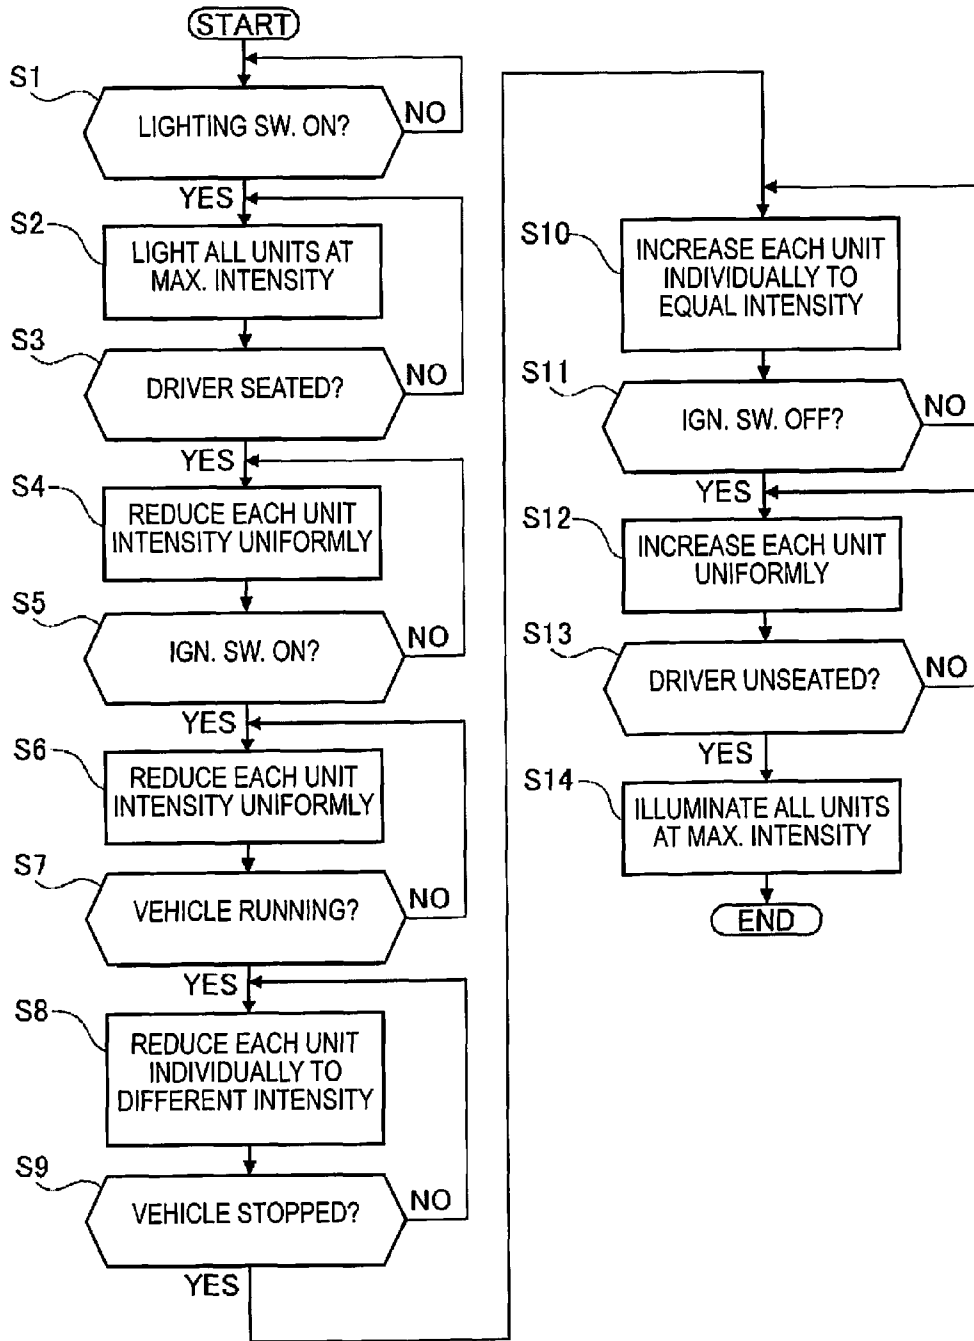 START
S1
LIGHTING SW. ON?
NO
YES
S2
LIGHT ALL UNITS AT
MAX. INTENSITY
S3
DRIVER SEATED?
NO
YES
S4
REDUCE EACH UNIT
INTENSITY UNIFORMLY
S5
IGN. SW. ON?
NO
YES
S6
REDUCE EACH UNIT
INTENSITY UNIFORMLY
S7
VEHICLE RUNNING?
NO
YES
S8
REDUCE EACH UNIT
INDIVIDUALLY TO
DIFFERENT INTENSITY
S9
VEHICLE STOPPED?
NO
YES
S10
INCREASE EACH UNIT
INDIVIDUALLY TO
EQUAL INTENSITY
S11
IGN. SW. OFF?
NO
YES
S12
INCREASE EACH UNIT
UNIFORMLY
S13
DRIVER UNSEATED?
NO
YES
S14
ILLUMINATE ALL UNITS
AT MAX. INTENSITY
END